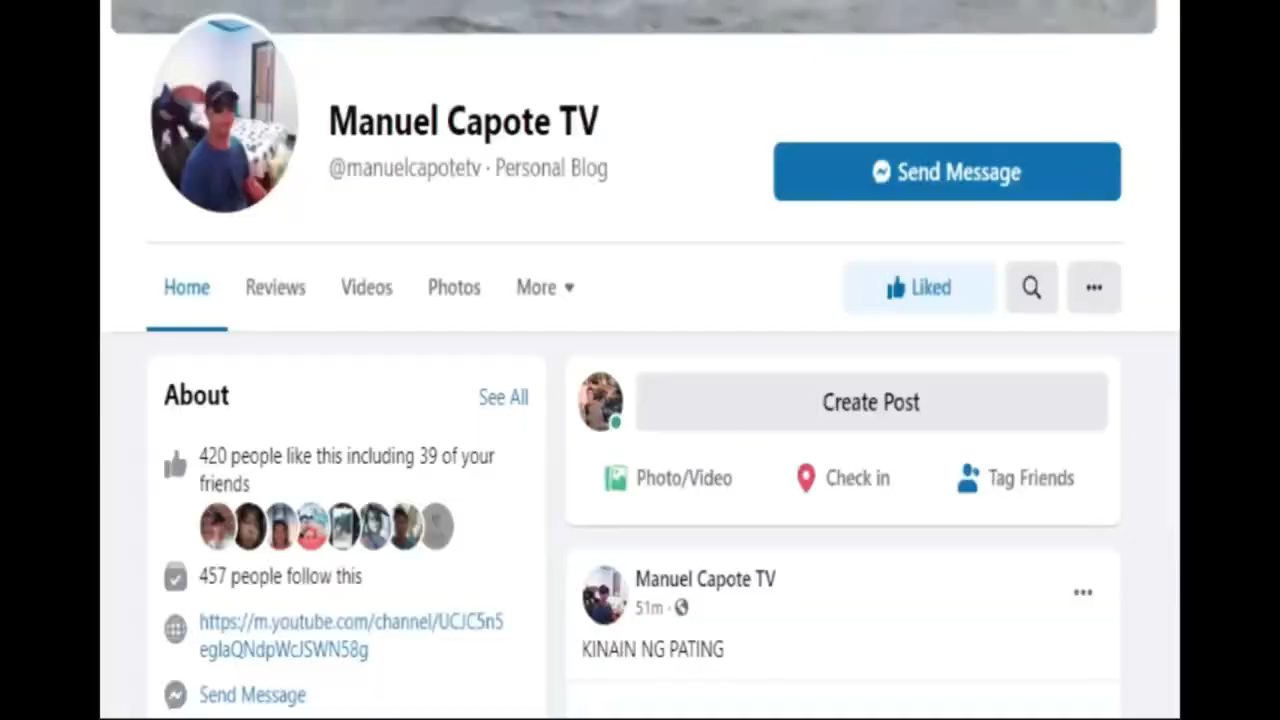 Manuel Capote TV
@manuelcapotetv · Personal Blog
Send Message
Home Reviews Videos Photos More
Liked
About
See All
420 people like this including 39 of your
friends
457 people follow this
https://m.youtube.com/channel/UCJC5n5
eglaQNdpWcJSWN58g
Send Message
Create Post
Photo/Video Check in Tag Friends
Manuel Capote TV
51m ·
KINAIN NG PATING